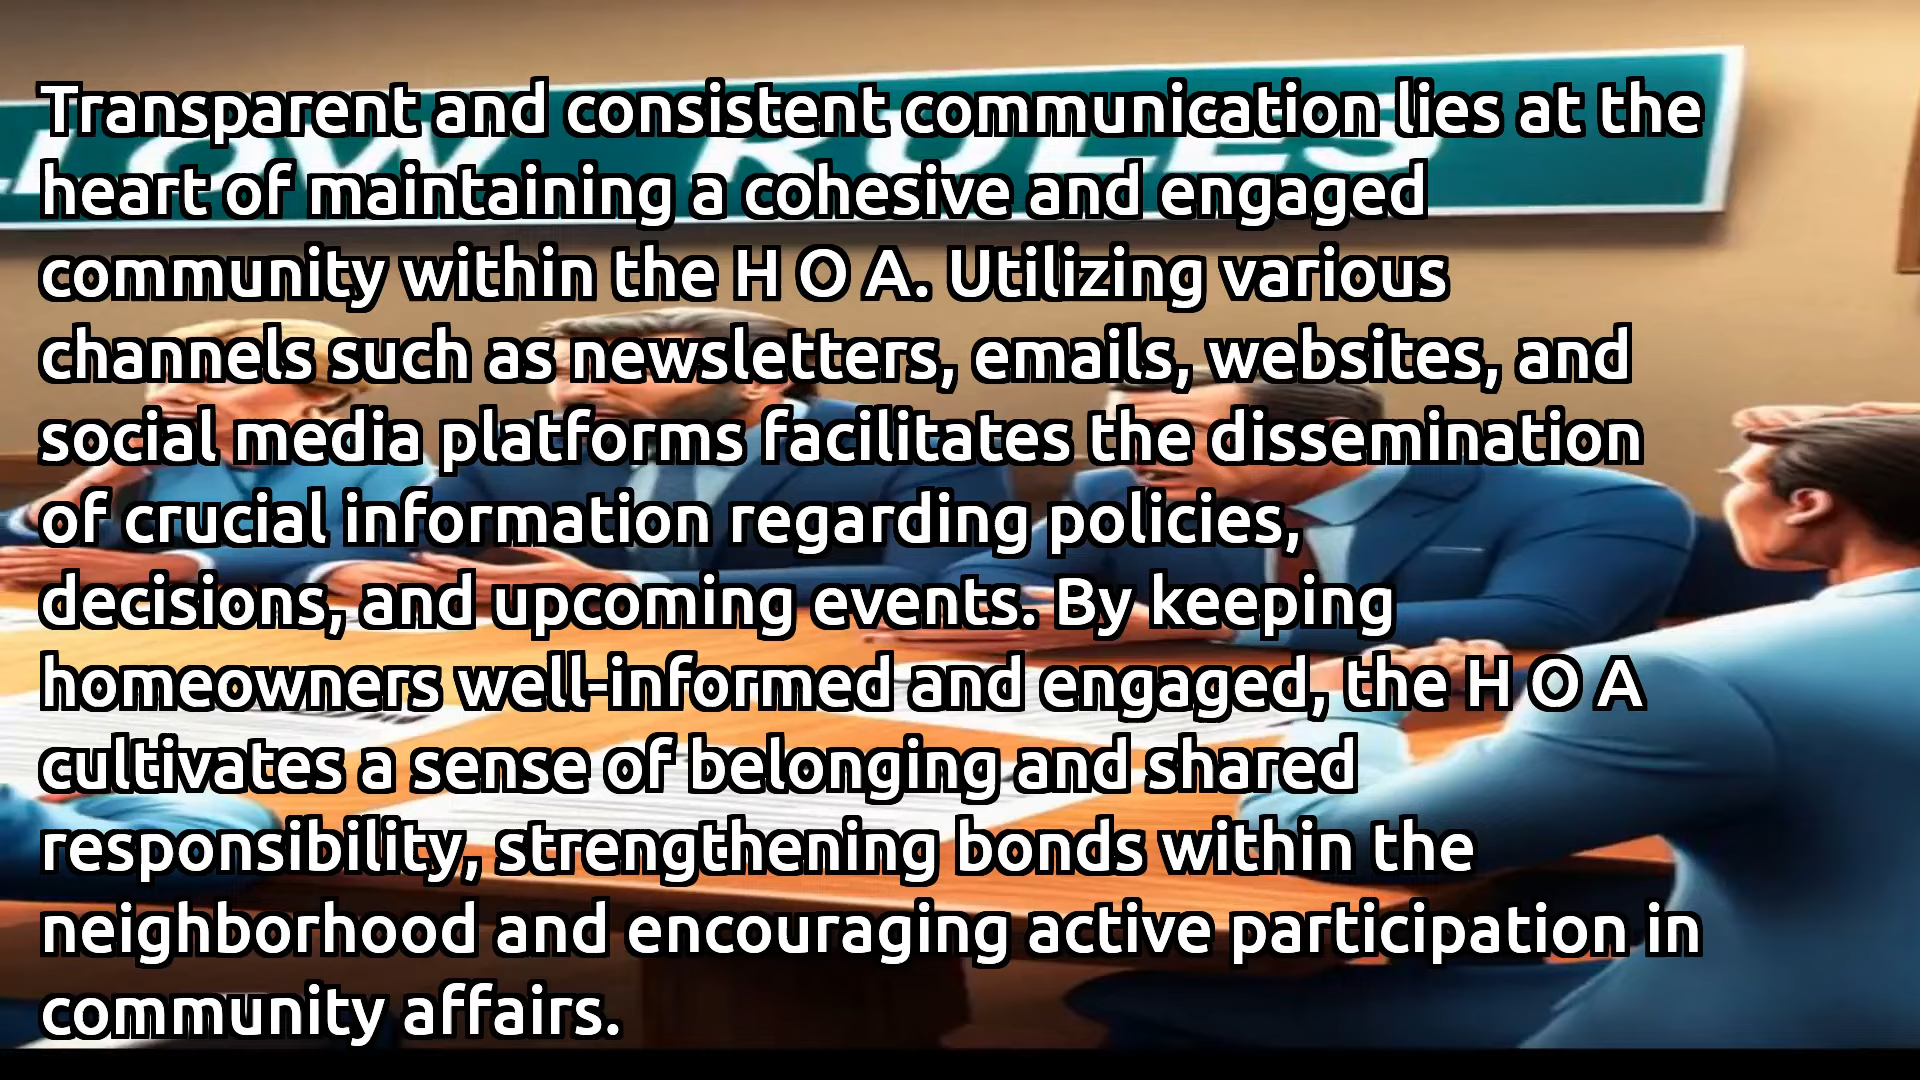 LOW RULES
Transparent and consistent communication lies at the
heart of maintaining a cohesive and engaged
community within the H O A. Utilizing various
channels such as newsletters, emails, websites, and
social media platforms facilitates the dissemination
of crucial information regarding policies,
decisions, and upcoming events. By keeping
homeowners well-informed and engaged, the H O A
cultivates a sense of belonging and shared
responsibility, strengthening bonds within the
neighborhood and encouraging active participation in
community affairs.